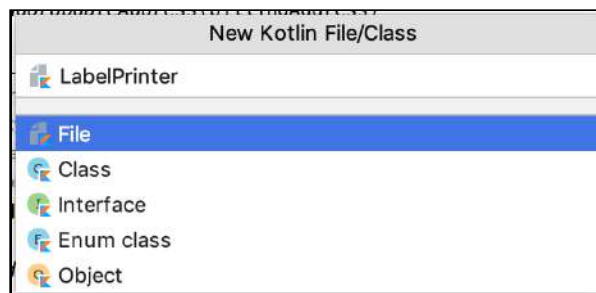 New Kotlin File/Class
LabelPrinter
File
Class
Interface
Enum class
Object